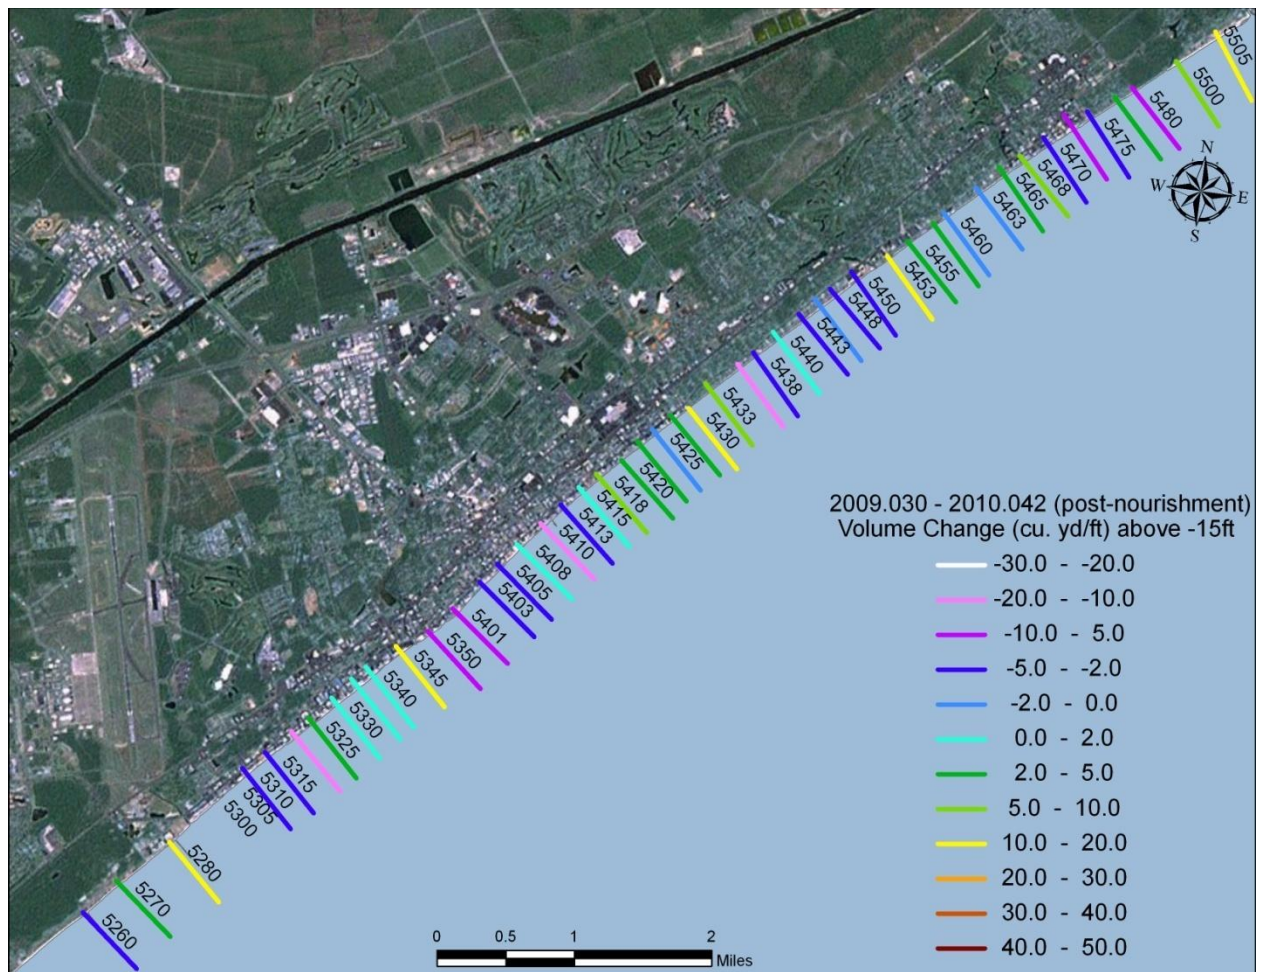 5505
5500
5480
5475
5470
5468
5465
5463
5460
5455
5453
5450
5448
5443
5440
5438
5433
5430
5425
5420
5418
5415
5413
5410
5408
5405
5403
5401
5350
5345
5340
5330
5325
5315
5310
5305
5300
5280
5270
5260
N
W E
S
2009.030 - 2010.042 (post-nourishment)
Volume Change (cu. yd/ft) above -15ft
-30.0 - -20.0
-20.0 - -10.0
-10.0 - 5.0
-5.0 - -2.0
-2.0 - 0.0
0.0 - 2.0
2.0 - 5.0
5.0 - 10.0
10.0 - 20.0
20.0 - 30.0
30.0 - 40.0
40.0 - 50.0
0 0.5 1 2
Miles